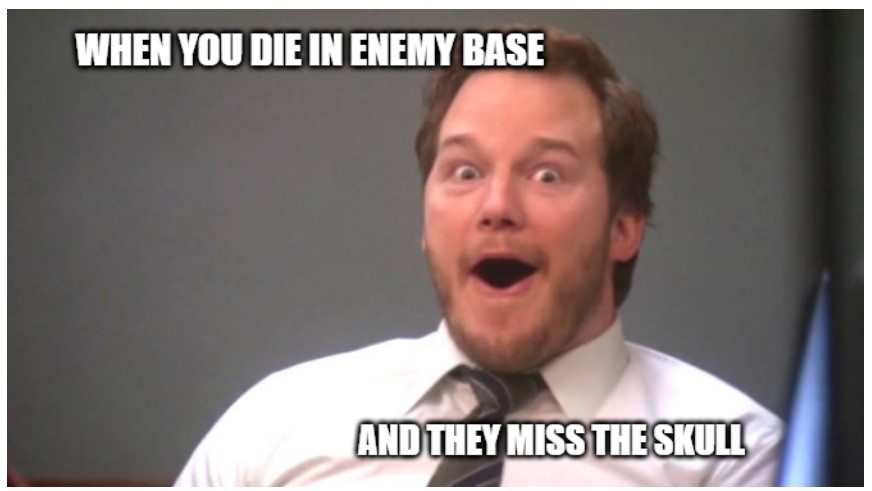 WHEN YOU DIE IN ENEMY BASE
AND THEY MISS THE SKULL